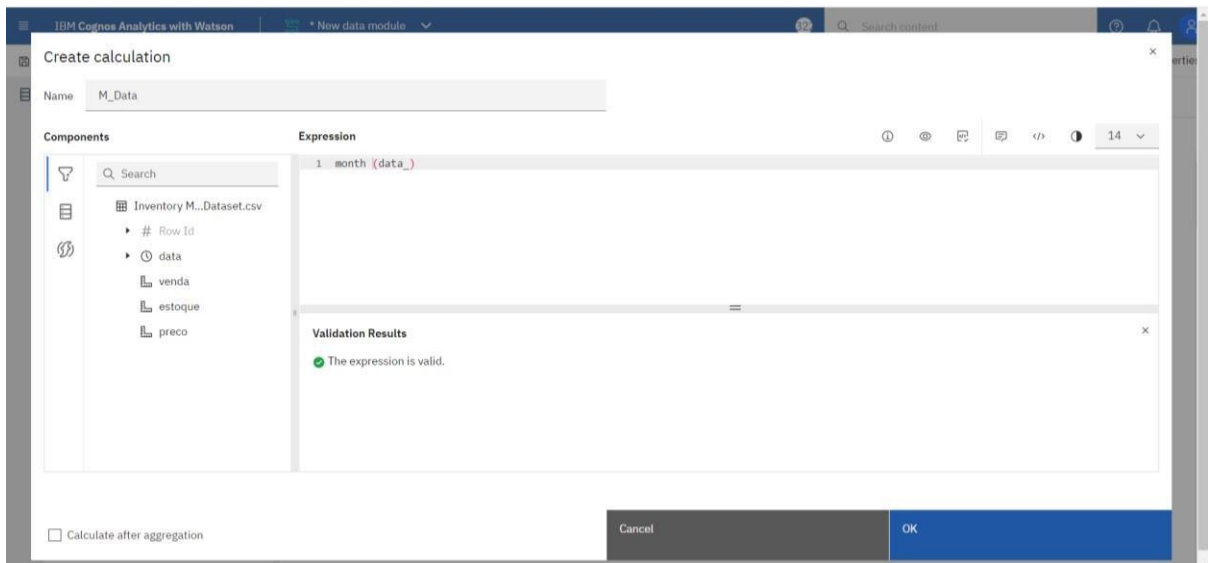 IBM Cognos Analytics with Watson
* New data module
32
Search content
Create calculation
erties
Name
M_Data
Components
Expression
14
Search
1 month (data_)
Inventory M...Dataset.csv
# Row Id
data
venda
estoque
preco
Validation Results
The expression is valid.
Calculate after aggregation
Cancel
OK